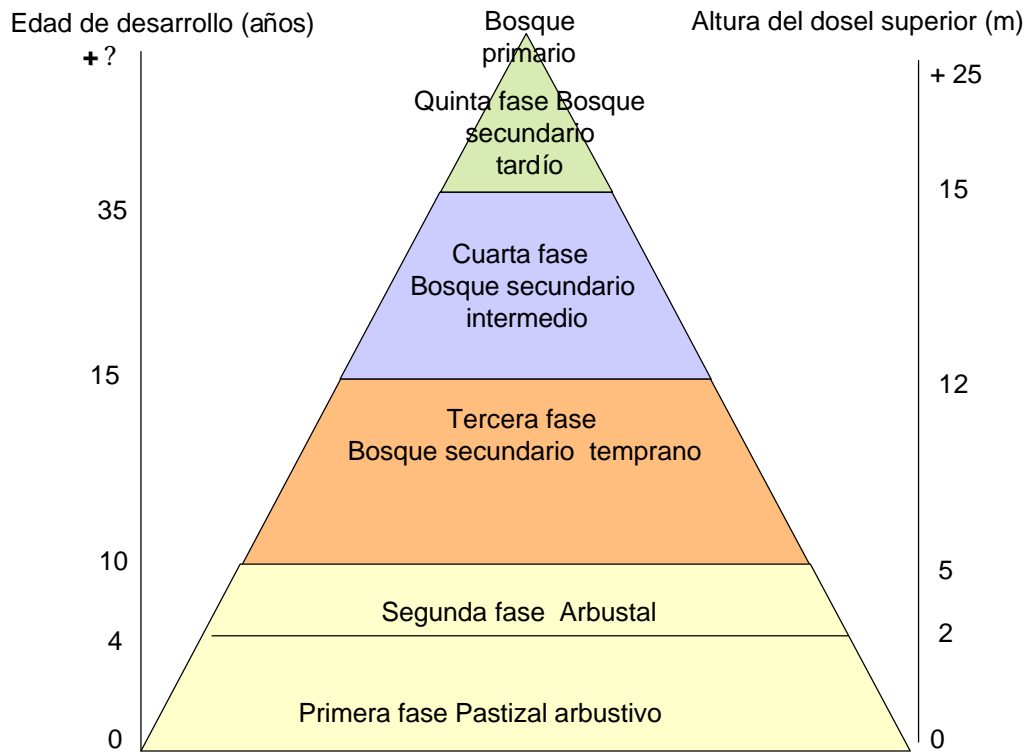 Edad de desarrollo (años)
Bosque
primario
Altura del dosel superior (m)
+ ?
+ 25
Quinta fase Bosque
secundario
tardío
35
15
Cuarta fase
Bosque secundario
intermedio
15
12
Tercera fase
Bosque secundario temprano
10
5
Segunda fase Arbustal
4
2
Primera fase Pastizal arbustivo
0
0